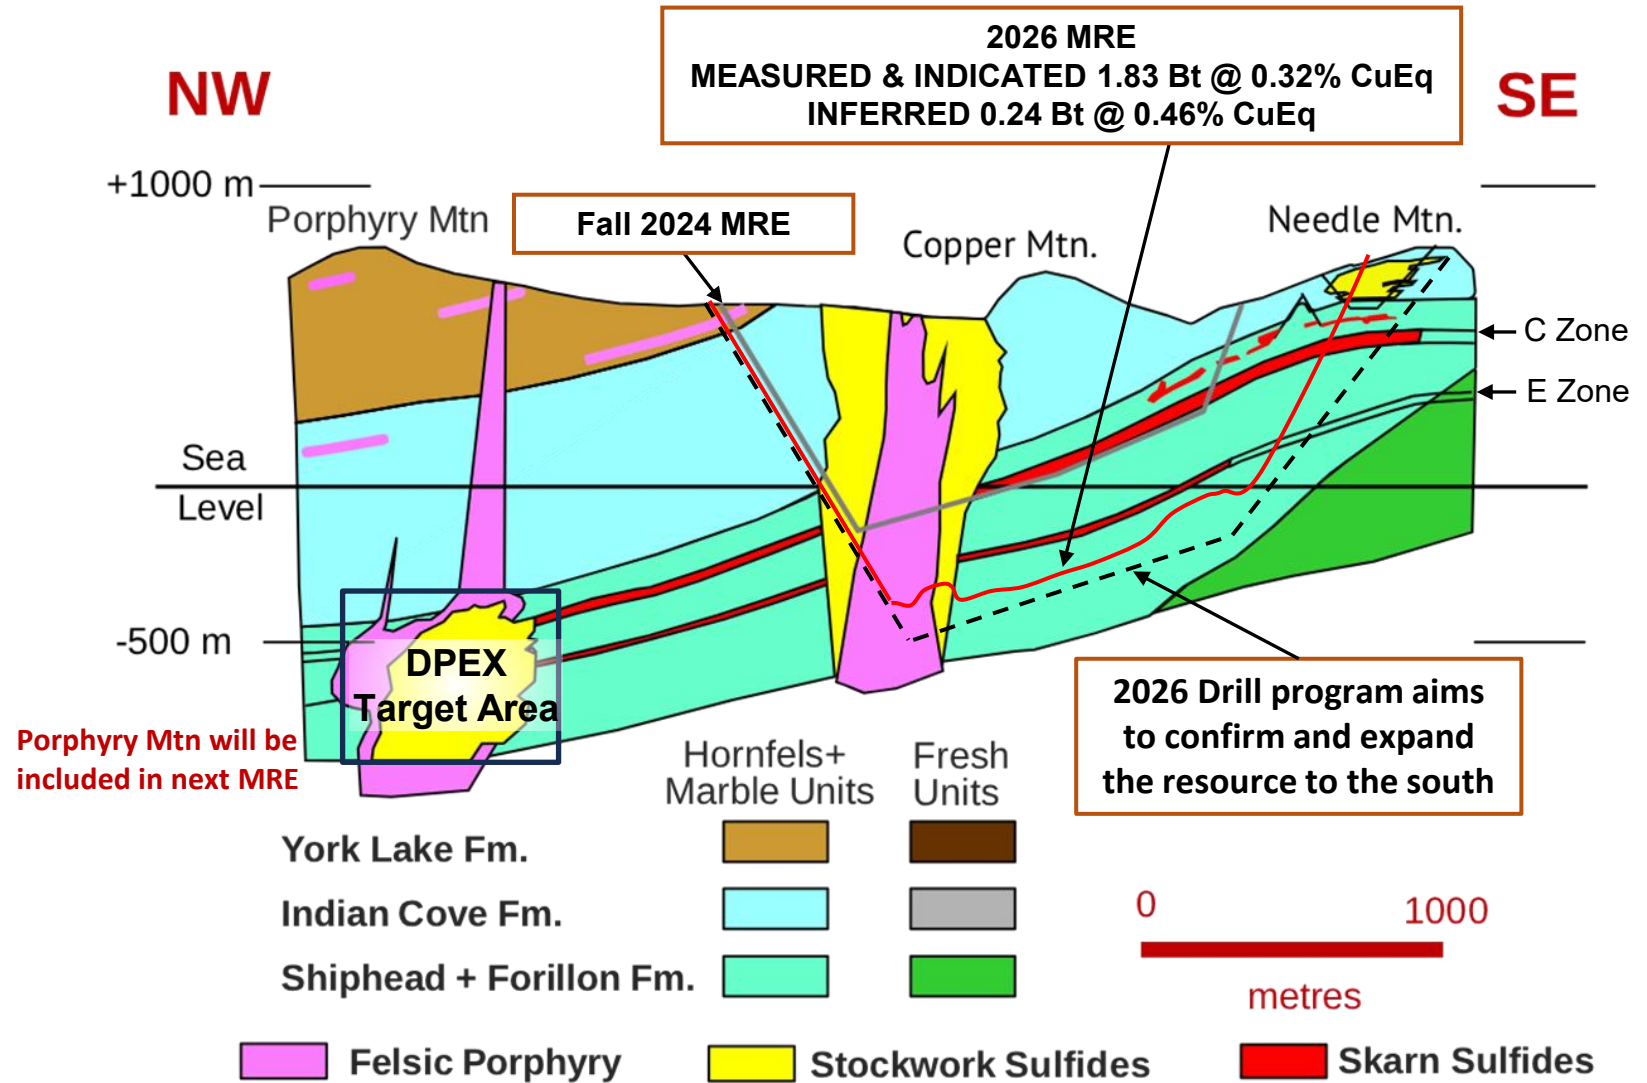 2026 MRE
MEASURED & INDICATED 1.83 Bt @ 0.32% CuEq
INFERRED 0.24 Bt @ 0.46% CuEq
NW
SE
+1000 m
Porphyry Mtn
Fall 2024 MRE
Copper Mtn.
Needle Mtn.
C Zone
E Zone
Sea
Level
-500 m
DPEX
Target Area
Porphyry Mtn will be
included in next MRE
2026 Drill program aims
to confirm and expand
the resource to the south
Hornfels+
Marble Units
Fresh
Units
York Lake Fm.
Indian Cove Fm.
Shiphead + Forillon Fm.
0
1000
metres
Felsic Porphyry
Stockwork Sulfides
Skarn Sulfides